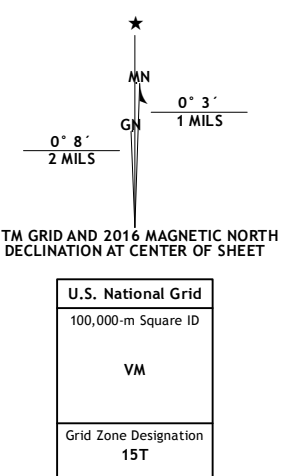 ★
MN
0° 3´
1 MILS
GN
0° 8´
2 MILS
TM GRID AND 2016 MAGNETIC NORTH
DECLINATION AT CENTER OF SHEET
U.S. National Grid
100,000-m Square ID
VM
Grid Zone Designation
15T